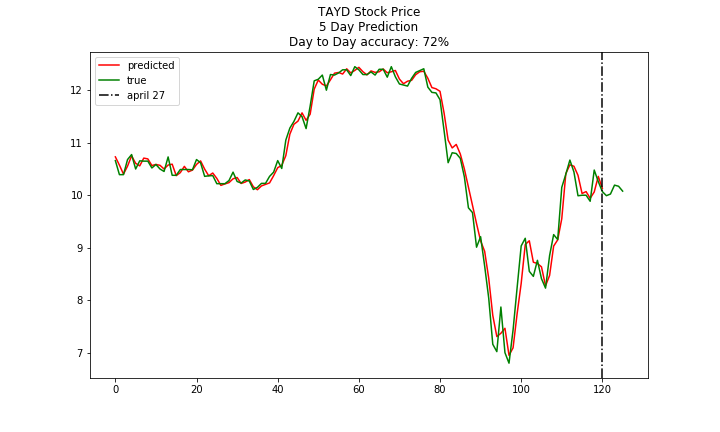 TAYD Stock Price
5 Day Prediction
Day to Day accuracy: 72%
predicted
true
april 27
12
11
10
9
8
7
0
20
40
60
80
100
120